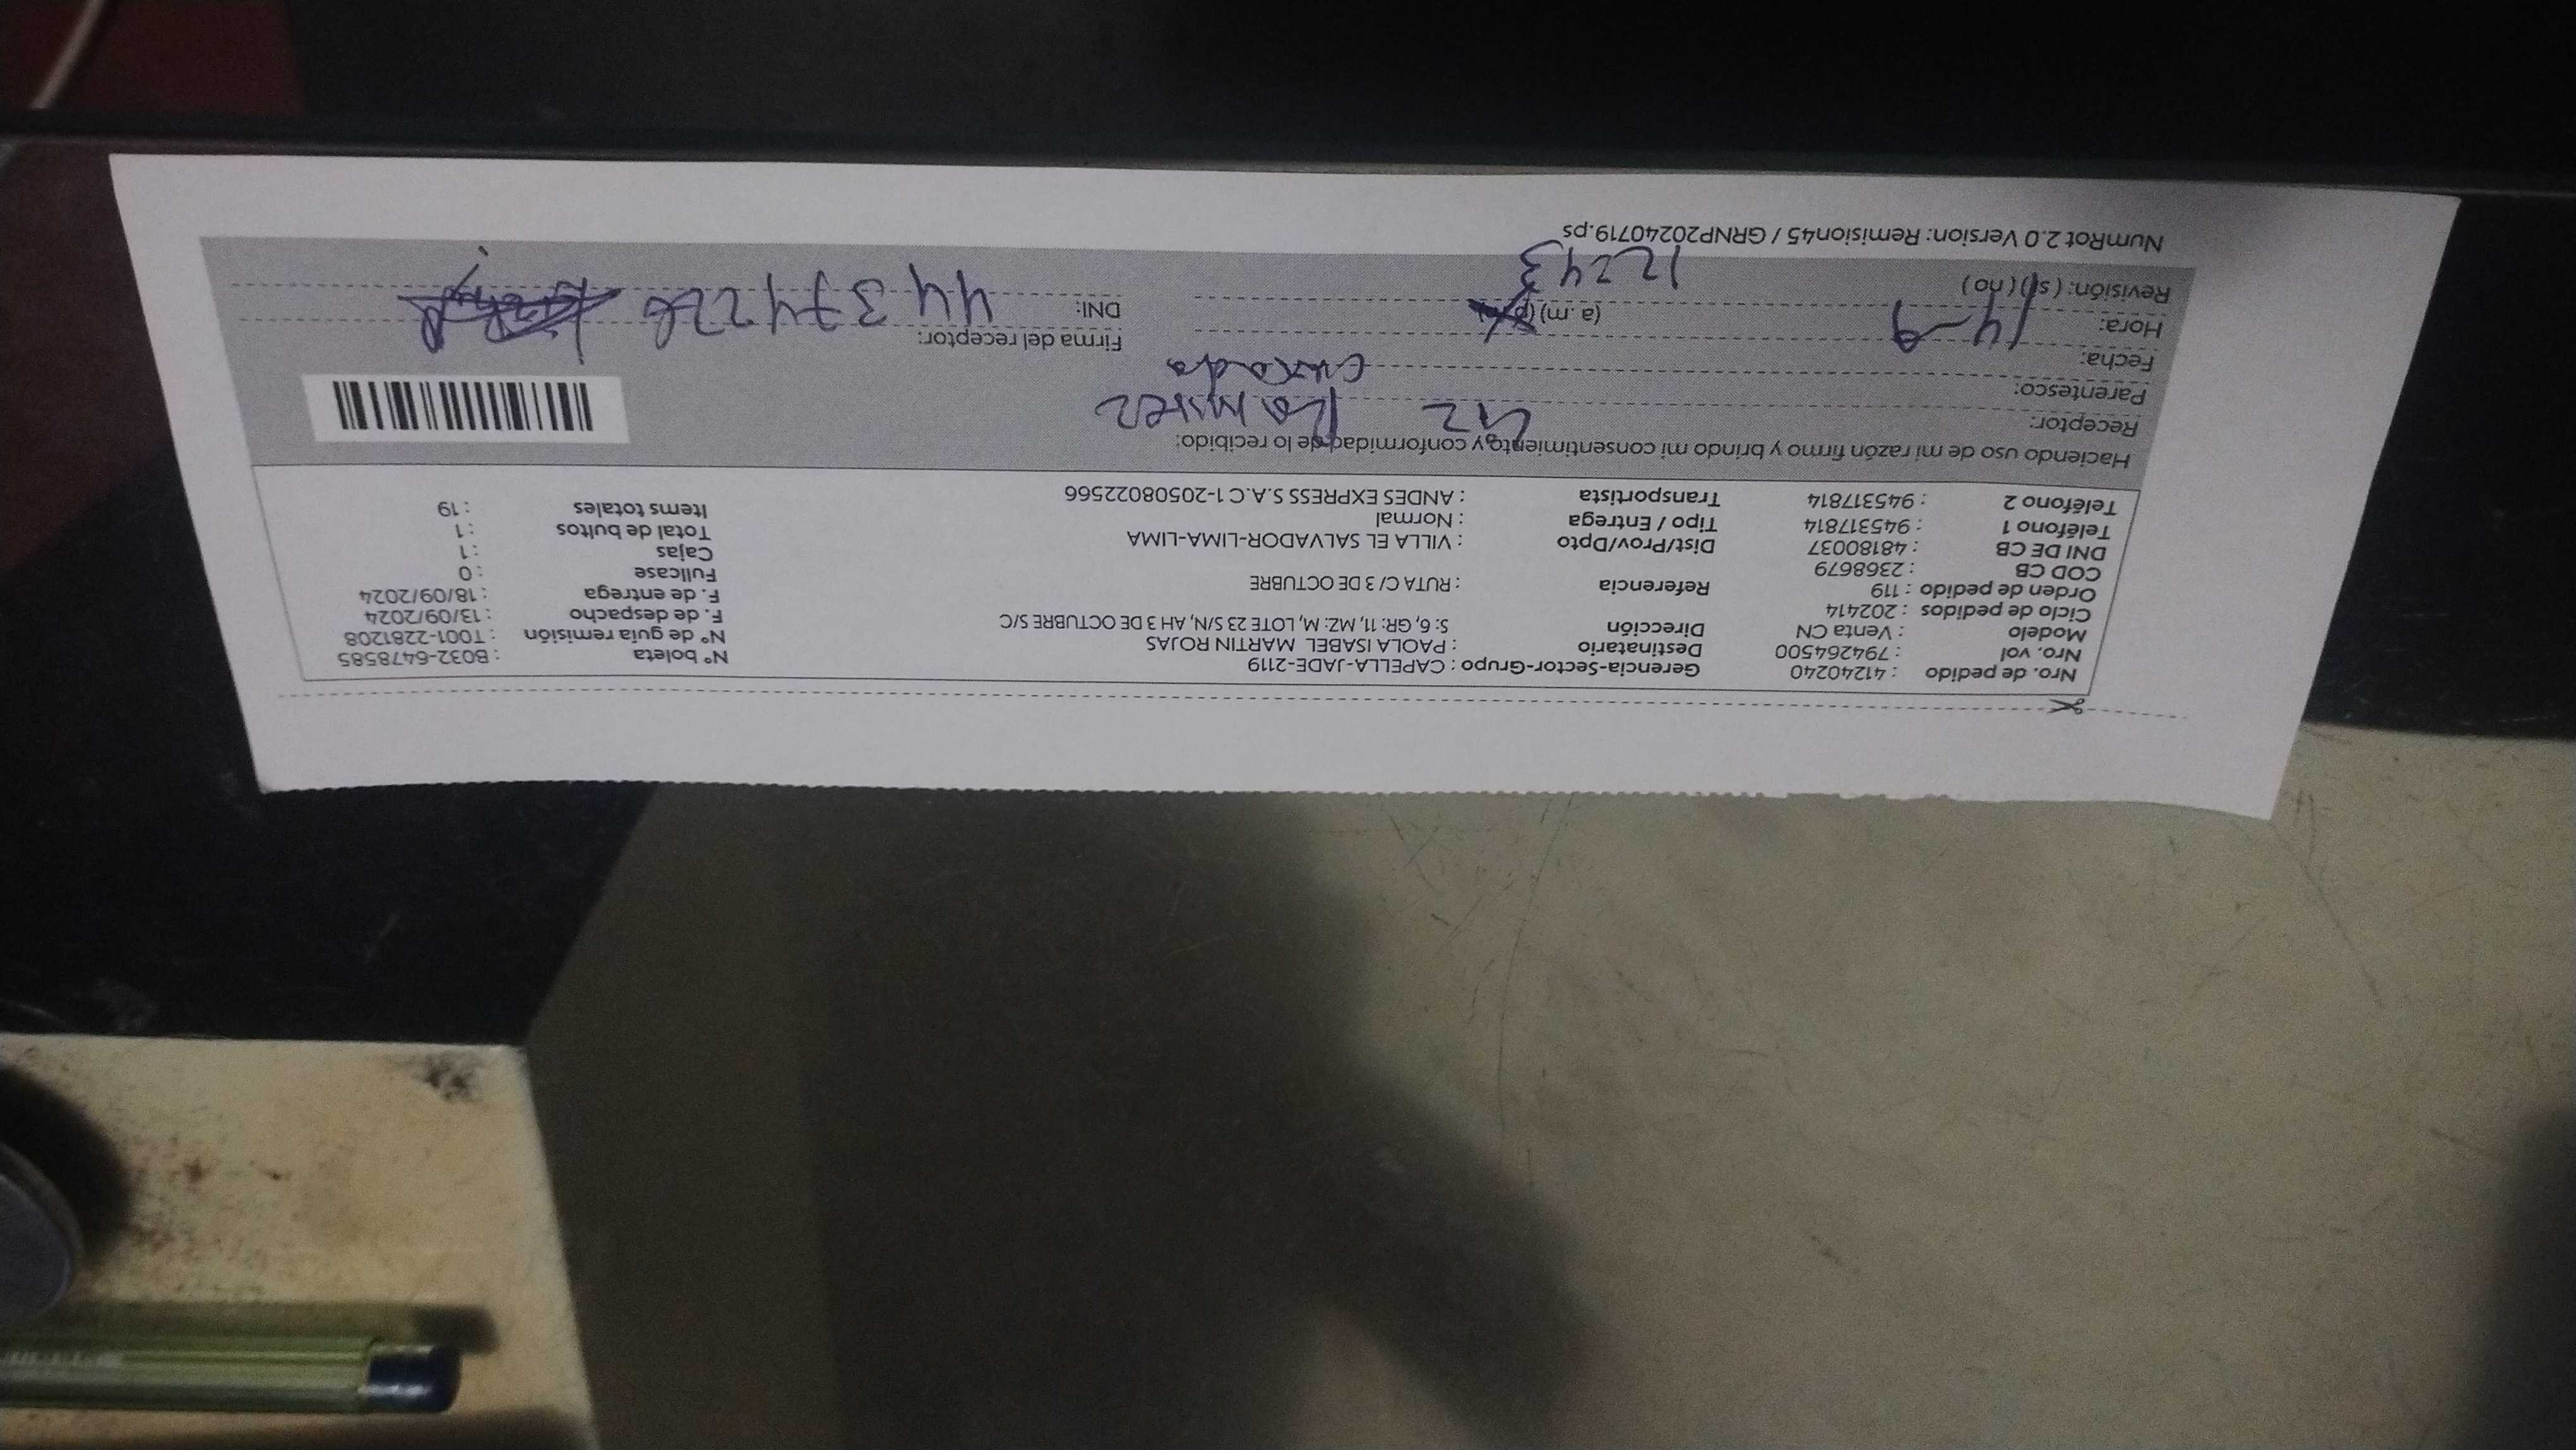 Nro. de pedido : 41240240 Gerencia-Sector-Grupo : CAPELLA-JADE-2119 N° boleta : B032-6478585
Nro. vol : 794264500 Destinatario : PAOLA ISABEL MARTIN ROJAS N° de guía remisión : T001-2281208
Modelo : Venta CN Dirección S: 6, GR: 11, MZ: M, LOTE 23 S/N, AH 3 DE OCTUBRE S/C F. de despacho : 13/09/2024
Ciclo de pedidos : 202414 F. de entrega : 18/09/2024
Orden de pedido : 119 Referencia : RUTA C/ 3 DE OCTUBRE Fullcase : 0
COD CB : 2368679 Cajas : 1
DNI DE CB : 48180037 Dist/Prov/Dpto : VILLA EL SALVADOR-LIMA-LIMA Total de bultos : 1
Teléfono 1 : 945317814 Tipo / Entrega : Normal Items totales : 19
Teléfono 2 : 945317814 Transportista : ANDES EXPRESS S.A.C 1-20508022566
Haciendo uso de mi razón firmo y brindo mi consentimiento y conformidad de lo recibido:
Receptor: Luz Ramirez
Parentesco:
Fecha: 14-9 Firma del receptor:
Hora: (a.m) DNI: 44374226
Revisión: (si) (no) 1243
NumRot 2.0 Version: Remision45 / GRNP20240719.ps